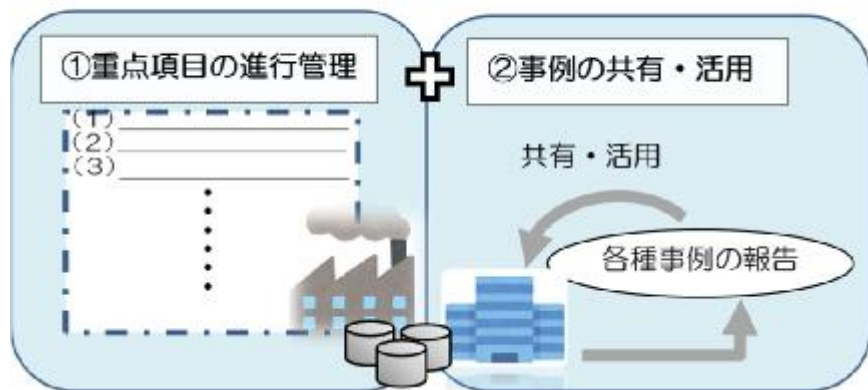 ①重点項目の進行管理
(1)
(2)
(3)
②事例の共有・活用
共有・活用
各種事例の報告